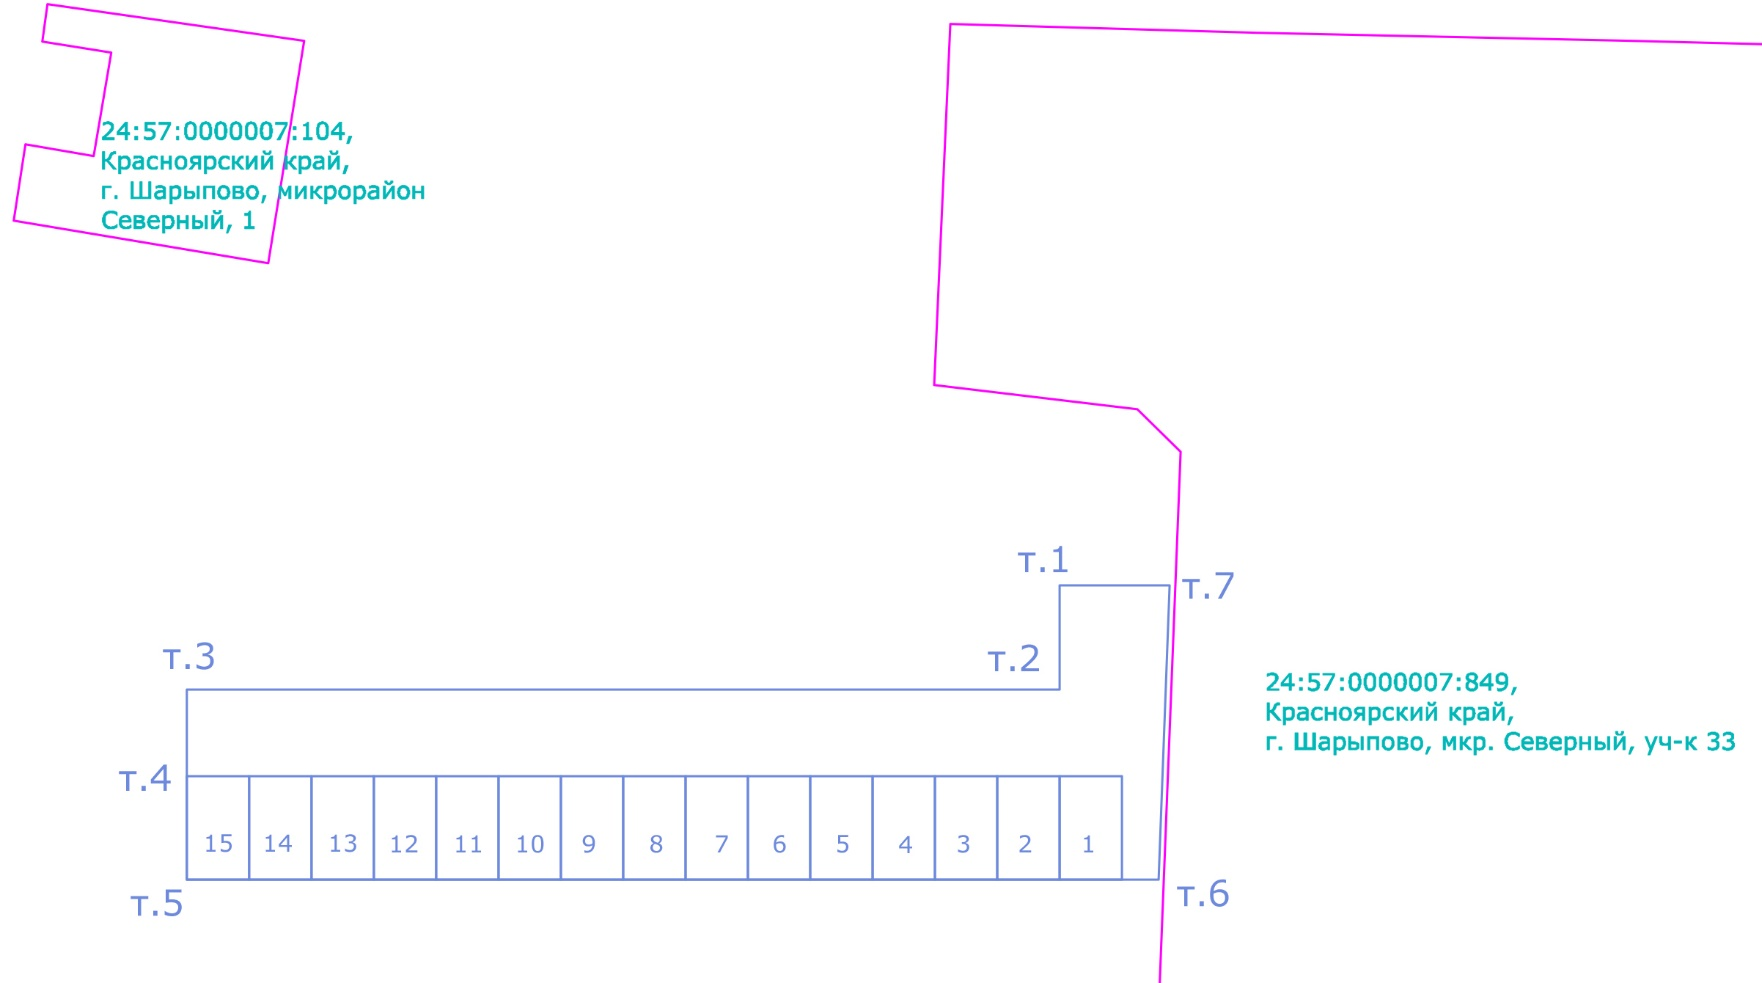 24:57:0000007:104,
Красноярский край,
г. Шарыпово, микрорайон
Северный, 1
т.1
т.7
т.3
т.2
24:57:0000007:849,
Красноярский край,
г. Шарыпово, мкр. Северный, уч-к 33
т.4
15 14 13 12 11 10 9 8 7 6 5 4 3 2 1
т.5
т.6